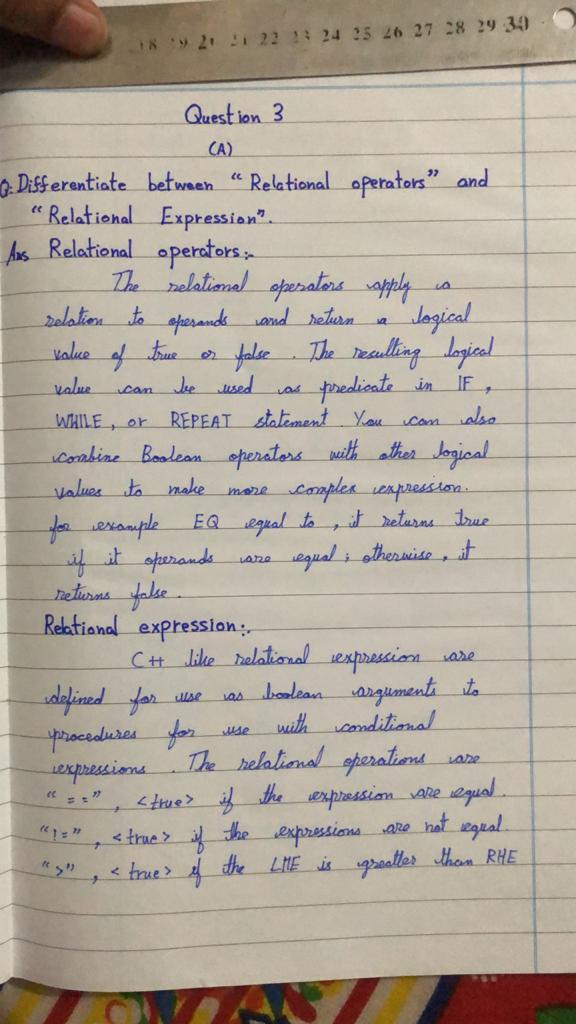 18 19 20 21 22 23 24 25 26 27 28 29 30
Question 3
(A)
Q. Differentiate between "Relational operators" and
"Relational Expression".
Ans Relational operators:-
The relational operators apply a
relation to operands and return a logical
value of true or false. The resulting logical
value can be used as predicate in IF,
WHILE, or REPEAT statement. You can also
combine Boolean operators with other logical
values to make more complex expression.
for example EQ equal to, it returns true
if it operands are equal; otherwise, it
returns false.
Relational expression:-
C++ like relational expression are
defined for use as boolean arguments to
procedures for use with conditional
expressions. The relational operations are
"==", <true> if the expression are equal.
"!=", <true> if the expressions are not equal.
">", <true> if the LHE is greatter than RHE